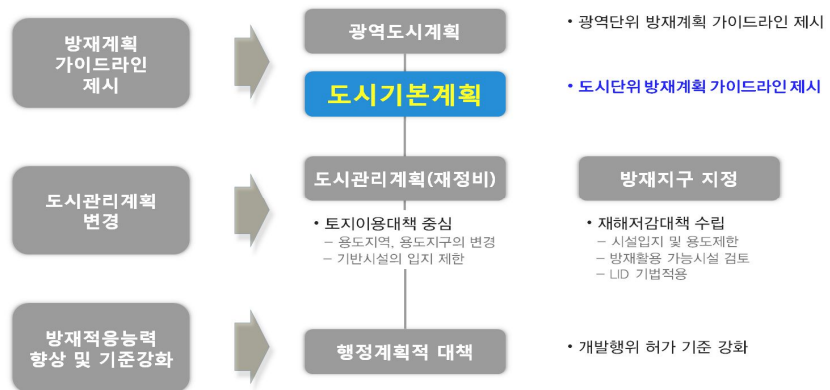 방재계획
가이드라인
제시
광역도시계획
• 광역단위 방재계획 가이드라인 제시
도시기본계획
• 도시단위 방재계획 가이드라인 제시
도시관리계획
변경
도시관리계획(재정비)
• 토지이용대책 중심
– 용도지역, 용도지구의 변경
– 기반시설의 입지 제한
방재지구 지정
• 재해저감대책 수립
– 시설입지 및 용도제한
– 방재활용 가능시설 검토
– LID 기법적용
방재적응능력
향상 및 기준강화
행정계획적 대책
• 개발행위 허가 기준 강화